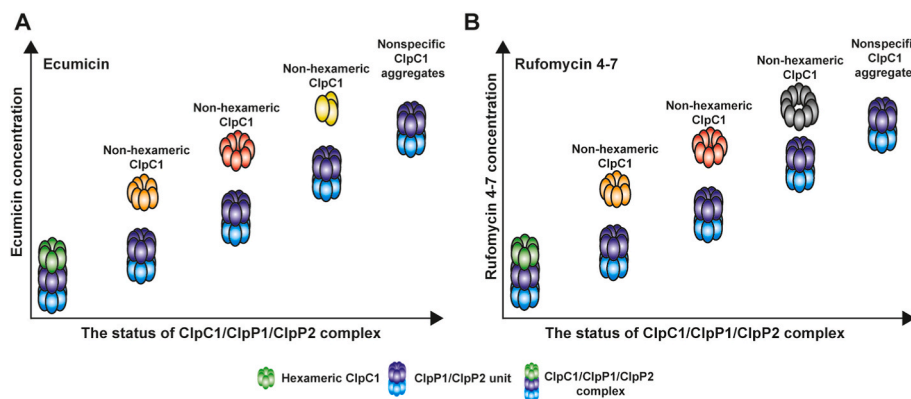 A
Ecumicin
Ecumicin concentration
Non-hexameric
ClpC1
Non-hexameric
ClpC1
Non-hexameric
ClpC1
Nonspecific
ClpC1
aggregates
The status of ClpC1/ClpP1/ClpP2 complex
B
Rufomycin 4-7
Rufomycin 4-7 concentration
Non-hexameric
ClpC1
Non-hexameric
ClpC1
Non-hexameric
ClpC1
Nonspecific
ClpC1
aggregates
The status of ClpC1/ClpP1/ClpP2 complex
Hexameric ClpC1
ClpP1/ClpP2 unit
ClpC1/ClpP1/ClpP2
complex